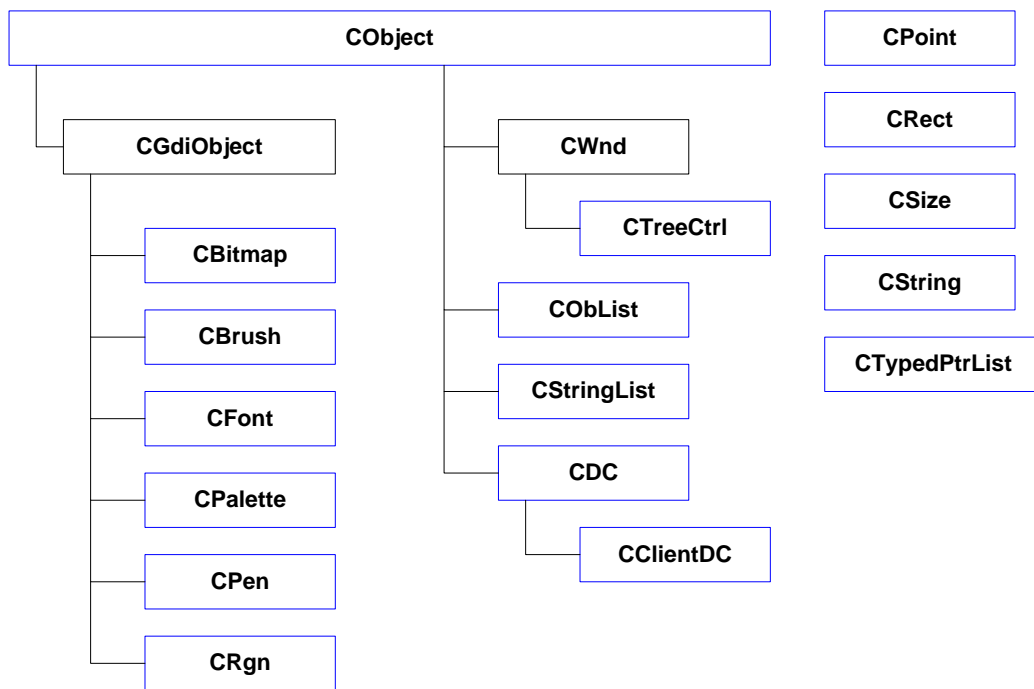 CObject
CGdiObject
CBitmap
CBrush
CFont
CPalette
CPen
CRgn
CWnd
CTreeCtrl
CObList
CStringList
CDC
CClientDC
CPoint
CRect
CSize
CString
CTypedPtrList